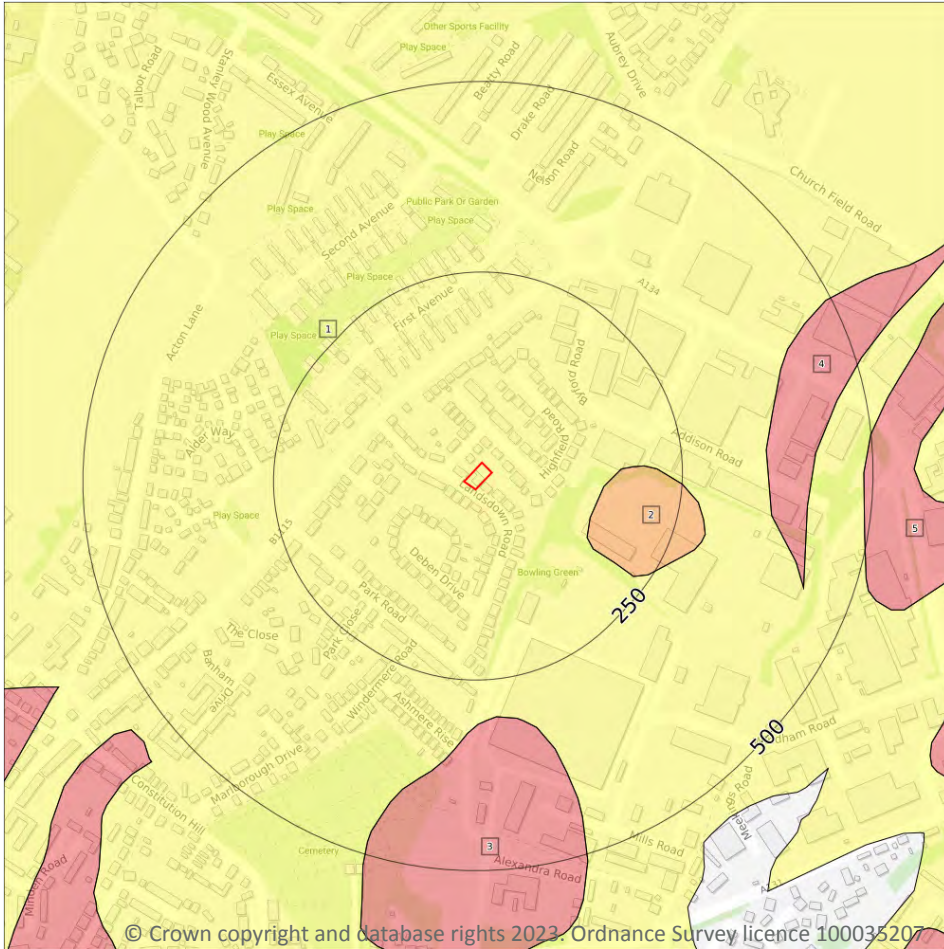 Other Sports Facility
Play Space
Talbot Road
Stanley Wood Avenue
Essex Avenue
Beatty Road
Aubrey Drive
Drake Road
Play Space
Nelson Road
Church Field Road
Play Space
Second Avenue
Public Park Or Garden
Play Space
Play Space
A134
First Avenue
1
Play Space
Acton Lane
Byford Road
4
Highfield Road
Addison Road
Alder Way
Landsdown Road
2
5
Play Space
B1115
Deben Drive
Bowling Green
250
Park Road
The Close
Park Close
Windermere Road
Banham Drive
Ashmere Rise
500
Marlborough Drive
Constitution Hill
Meekings Road
Mills Road
3
Cemetery
Alexandra Road
Minden Road
© Crown copyright and database rights 2023. Ordnance Survey licence 100035207